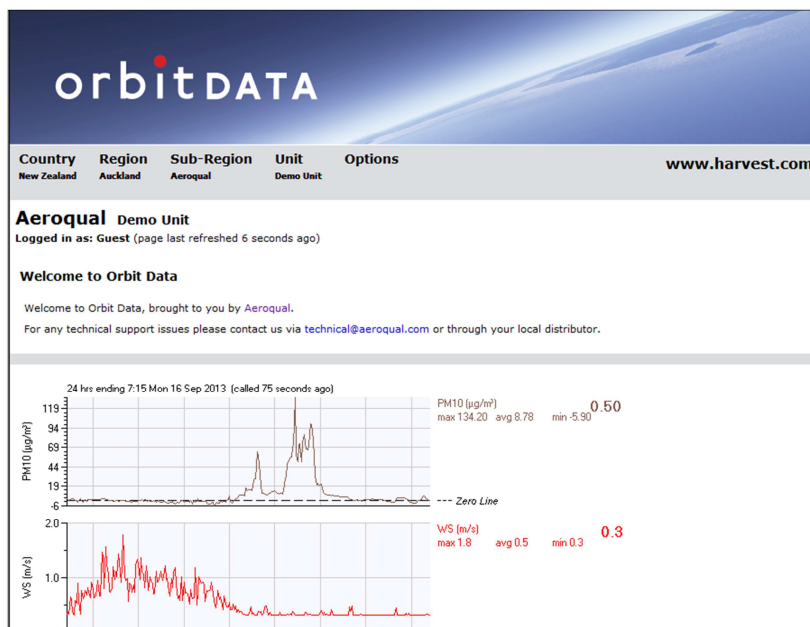 orbitDATA
Country Region Sub-Region Unit Options
New Zealand Auckland Aeroqual Demo Unit
www.harvest.com
Aeroqual Demo Unit
Logged in as: Guest (page last refreshed 6 seconds ago)
Welcome to Orbit Data
Welcome to Orbit Data, brought to you by Aeroqual.
For any technical support issues please contact us via technical@aeroqual.com or through your local distributor.
24 hrs ending 7:15 Mon 16 Sep 2013 (called 75 seconds ago)
PM10 (µg/m³)
119
94
69
44
19
-6
PM10 (µg/m³) 0.50
max 134.20 avg 8.78 min -5.90
Zero Line
WS (m/s)
2.0
1.0
WS (m/s) 0.3
max 1.8 avg 0.5 min 0.3